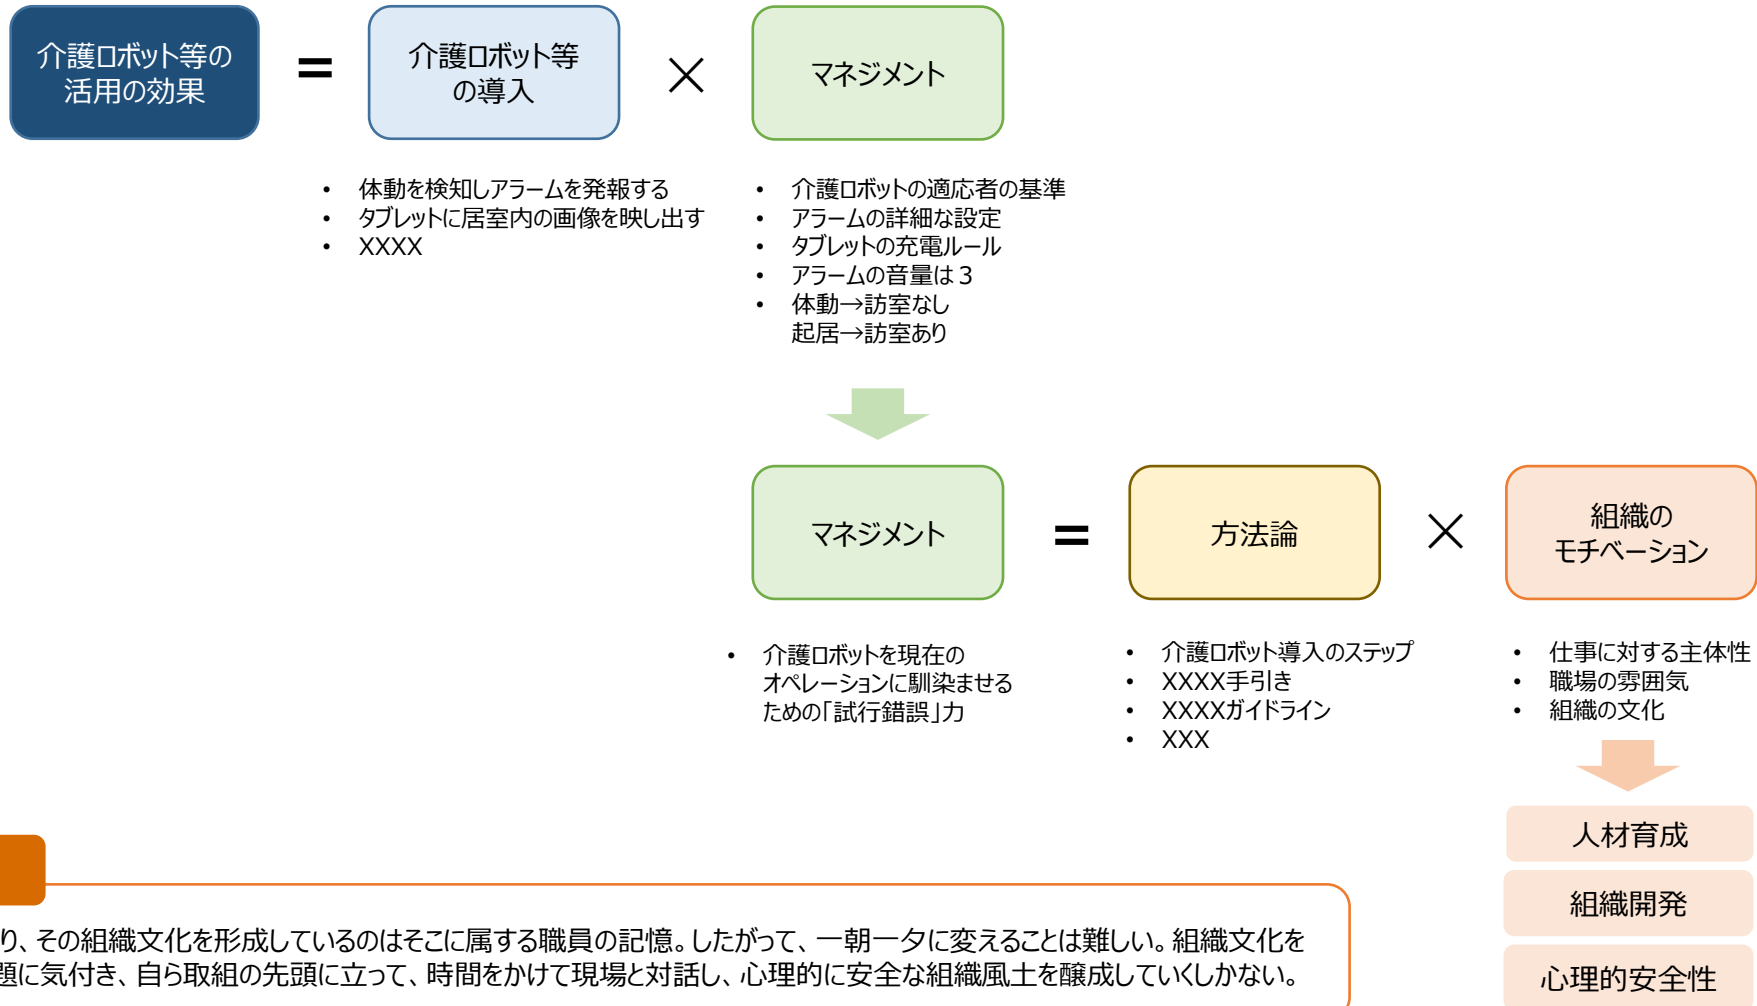 介護ロボット等の
活用の効果
=
介護ロボット等
の導入
×
マネジメント
• 体動を検知しアラームを発報する
• タブレットに居室内の画像を映し出す
• XXXX
• 介護ロボットの適応者の基準
• アラームの詳細な設定
• タブレットの充電ルール
• アラームの音量は３
• 体動→訪室なし
起居→訪室あり
マネジメント
=
方法論
×
組織の
モチベーション
• 介護ロボットを現在の
オペレーションに馴染ませる
ための「試行錯誤」力
• 介護ロボット導入のステップ
• XXXX手引き
• XXXXガイドライン
• XXX
• 仕事に対する主体性
• 職場の雰囲気
• 組織の文化
人材育成
組織開発
心理的安全性
り、その組織文化を形成しているのはそこに属する職員の記憶。したがって、一朝一夕に変えることは難しい。組織文化を
題に気付き、自ら取組の先頭に立って、時間をかけて現場と対話し、心理的に安全な組織風土を醸成していくしかない。